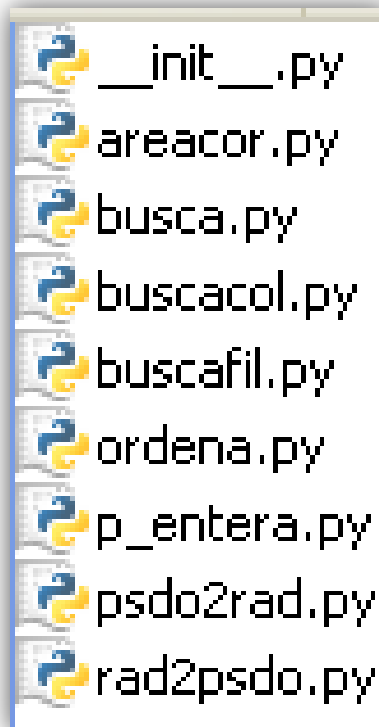 __init__.py
areacor.py
busca.py
buscacol.py
buscafil.py
ordena.py
p_entera.py
psdo2rad.py
rad2psdo.py